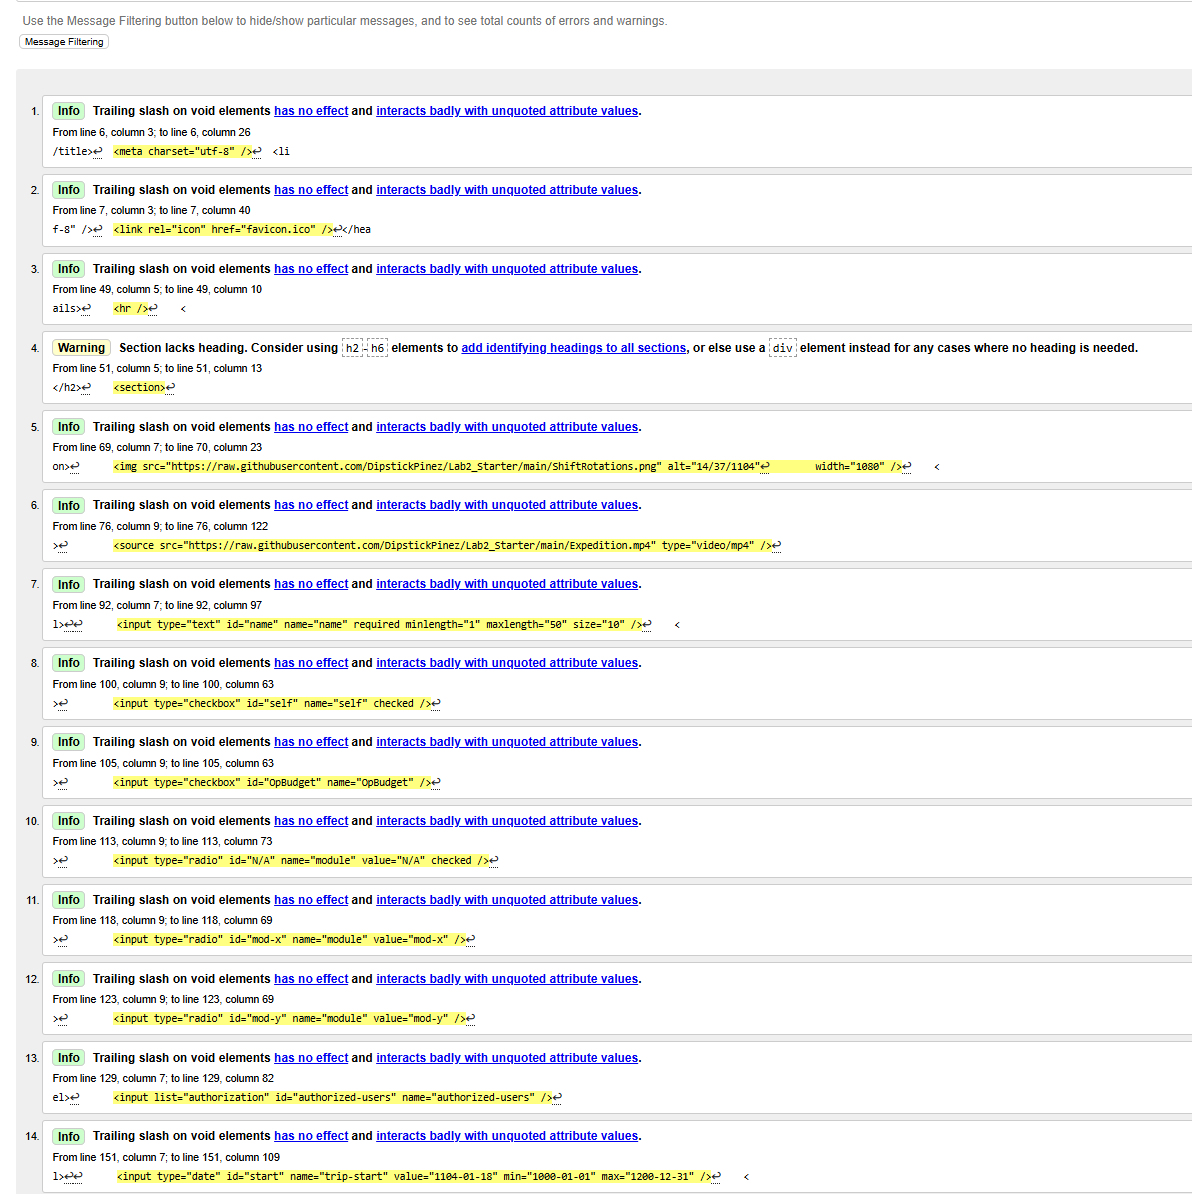 Use the Message Filtering button below to hide/show particular messages, and to see total counts of errors and warnings.
Message Filtering
1. Info Trailing slash on void elements has no effect and interacts badly with unquoted attribute values.
From line 6, column 3; to line 6, column 26
/title>↩ <meta charset="utf-8" />↩ <li
2. Info Trailing slash on void elements has no effect and interacts badly with unquoted attribute values.
From line 7, column 3; to line 7, column 40
f-8" />↩ <link rel="icon" href="favicon.ico" />↩</hea
3. Info Trailing slash on void elements has no effect and interacts badly with unquoted attribute values.
From line 49, column 5; to line 49, column 10
ails>↩ <hr />↩ <
4. Warning Section lacks heading. Consider using h2-h6 elements to add identifying headings to all sections, or else use a div element instead for any cases where no heading is needed.
From line 51, column 5; to line 51, column 13
</h2>↩ <section>↩
5. Info Trailing slash on void elements has no effect and interacts badly with unquoted attribute values.
From line 69, column 7; to line 70, column 23
on>↩ <img src="https://raw.githubusercontent.com/DipstickPinez/Lab2_Starter/main/ShiftRotations.png" alt="14/37/1104"↩ width="1080" />↩ <
6. Info Trailing slash on void elements has no effect and interacts badly with unquoted attribute values.
From line 76, column 9; to line 76, column 122
>↩ <source src="https://raw.githubusercontent.com/DipstickPinez/Lab2_Starter/main/Expedition.mp4" type="video/mp4" />↩
7. Info Trailing slash on void elements has no effect and interacts badly with unquoted attribute values.
From line 92, column 7; to line 92, column 97
l>↩↩ <input type="text" id="name" name="name" required minlength="1" maxlength="50" size="10" />↩ <
8. Info Trailing slash on void elements has no effect and interacts badly with unquoted attribute values.
From line 100, column 9; to line 100, column 63
>↩ <input type="checkbox" id="self" name="self" checked />↩
9. Info Trailing slash on void elements has no effect and interacts badly with unquoted attribute values.
From line 105, column 9; to line 105, column 63
>↩ <input type="checkbox" id="OpBudget" name="OpBudget" />↩
10. Info Trailing slash on void elements has no effect and interacts badly with unquoted attribute values.
From line 113, column 9; to line 113, column 73
>↩ <input type="radio" id="N/A" name="module" value="N/A" checked />↩
11. Info Trailing slash on void elements has no effect and interacts badly with unquoted attribute values.
From line 118, column 9; to line 118, column 69
>↩ <input type="radio" id="mod-x" name="module" value="mod-x" />↩
12. Info Trailing slash on void elements has no effect and interacts badly with unquoted attribute values.
From line 123, column 9; to line 123, column 69
>↩ <input type="radio" id="mod-y" name="module" value="mod-y" />↩
13. Info Trailing slash on void elements has no effect and interacts badly with unquoted attribute values.
From line 129, column 7; to line 129, column 82
el>↩ <input list="authorization" id="authorized-users" name="authorized-users" />↩
14. Info Trailing slash on void elements has no effect and interacts badly with unquoted attribute values.
From line 151, column 7; to line 151, column 109
l>↩↩ <input type="date" id="start" name="trip-start" value="1104-01-18" min="1000-01-01" max="1200-12-31" />↩ <